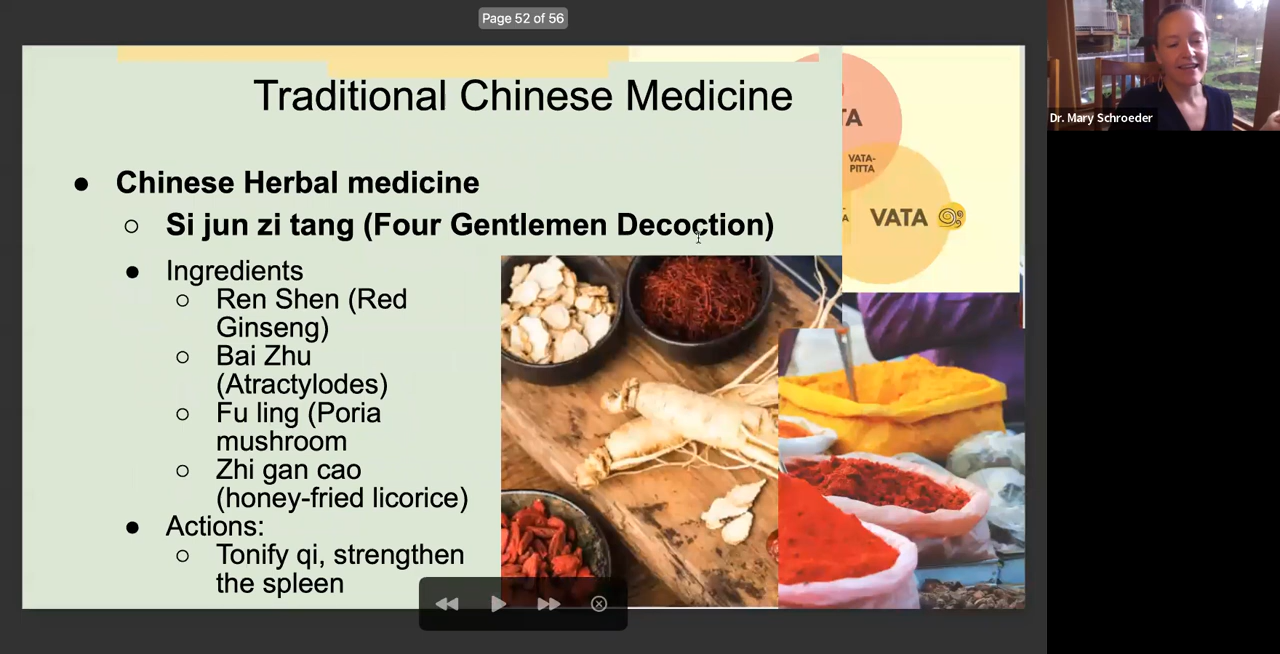 Page 52 of 56
Traditional Chinese Medicine
Chinese Herbal medicine
Si jun zi tang (Four Gentlemen Decoction)
Ingredients
Ren Shen (Red
Ginseng)
Bai Zhu
(Atractylodes)
Fu ling (Poria
mushroom
Zhi gan cao
(honey-fried licorice)
Actions:
Tonify qi, strengthen
the spleen
TA
VATA-
PITTA
A
VATA
Dr. Mary Schroeder